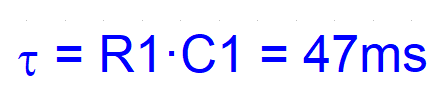 τ = R1·C1 = 47ms